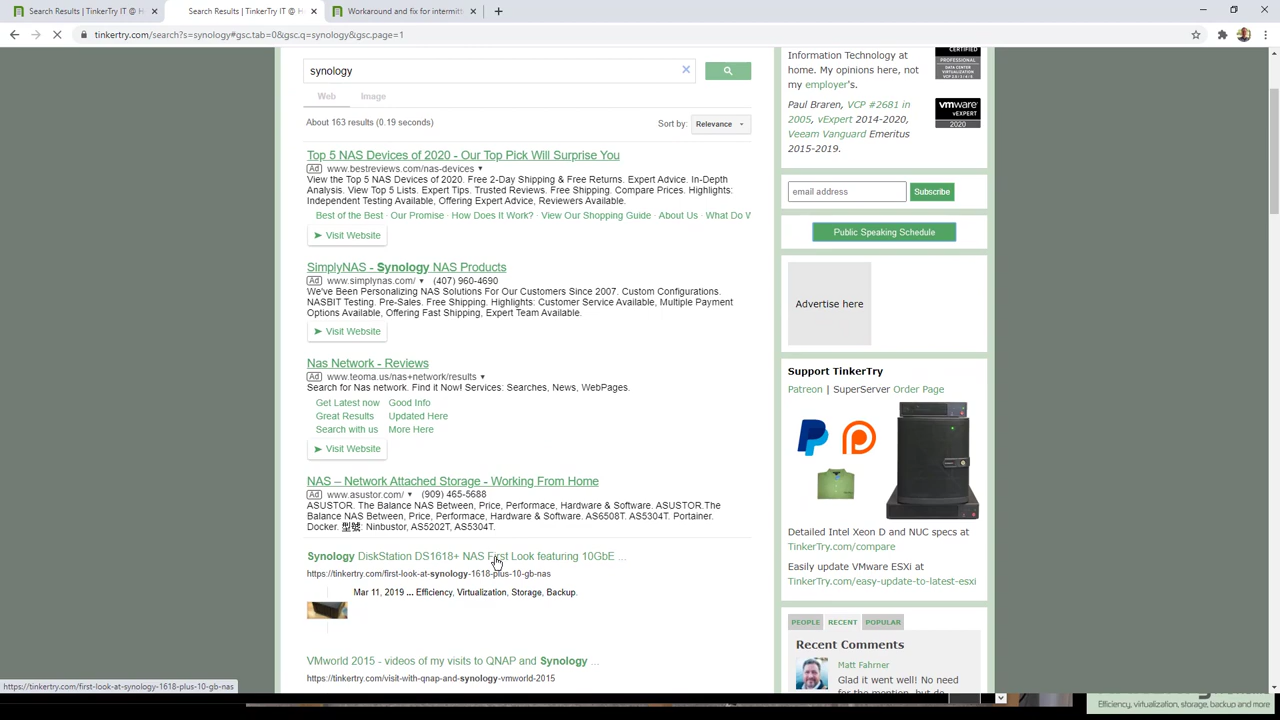 Search Results | TinkerTry IT @ H
Search Results | TinkerTry IT @ H
Workaround and fix for intermitt
tinkertry.com/search?s=synology#gsc.tab=0&gsc.q=synology&gsc.page=1
synology
Web Image
About 163 results (0.19 seconds)
Sort by: Relevance
Top 5 NAS Devices of 2020 - Our Top Pick Will Surprise You
Ad www.bestreviews.com/nas-devices
View the Top 5 NAS Devices of 2020. Free 2-Day Shipping & Free Returns. Expert Advice. In-Depth
Analysis. View Top 5 Lists. Expert Tips. Trusted Reviews. Free Shipping. Compare Prices. Highlights:
Independent Testing Available, Offering Expert Advice, Reviewers Available.
Best of the Best · Our Promise · How Does It Work? · View Our Shopping Guide · About Us · What Do W
Visit Website
SimplyNAS - Synology NAS Products
Ad www.simplynas.com/ (407) 960-4690
We've Been Personalizing NAS Solutions For Our Customers Since 2007. Custom Configurations.
NASBIT Testing. Pre-Sales. Free Shipping. Highlights: Customer Service Available, Multiple Payment
Options Available, Offering Fast Shipping, Expert Team Available.
Visit Website
Nas Network - Reviews
Ad www.teoma.us/nas+network/results
Search for Nas network. Find it Now! Services: Searches, News, WebPages.
Get Latest now Good Info
Great Results Updated Here
Search with us More Here
Visit Website
NAS – Network Attached Storage - Working From Home
Ad www.asustor.com/ (909) 465-5688
ASUSTOR. The Balance NAS Between, Price, Performace, Hardware & Software. ASUSTOR.The
Balance NAS Between, Price, Performace, Hardware & Software. AS6508T. AS5304T. Portainer.
Docker. 型號: Ninbustor, AS5202T, AS5304T.
Synology DiskStation DS1618+ NAS First Look featuring 10GbE ...
https://tinkertry.com/first-look-at-synology-1618-plus-10-gb-nas
Mar 11, 2019 ... Efficiency, Virtualization, Storage, Backup.
VMworld 2015 - videos of my visits to QNAP and Synology ...
https://tinkertry.com/visit-with-qnap-and-synology-vmworld-2015
https://tinkertry.com/first-look-at-synology-1618-plus-10-gb-nas
Information Technology at
home. My opinions here, not
my employer's.
CERTIFIED
Paul Braren, VCP #2681 in
2005, vExpert 2014-2020,
Veeam Vanguard Emeritus
2015-2019.
vmware
vEXPERT
2020
email address Subscribe
Public Speaking Schedule
Advertise here
Support TinkerTry
Patreon | SuperServer Order Page
Detailed Intel Xeon D and NUC specs at
TinkerTry.com/compare
Easily update VMware ESXi at
TinkerTry.com/easy-update-to-latest-esxi
PEOPLE RECENT POPULAR
Recent Comments
Matt Fahrner
Glad it went well! No need
for the mention, but do
Efficiency, virtualization, storage, backup and more